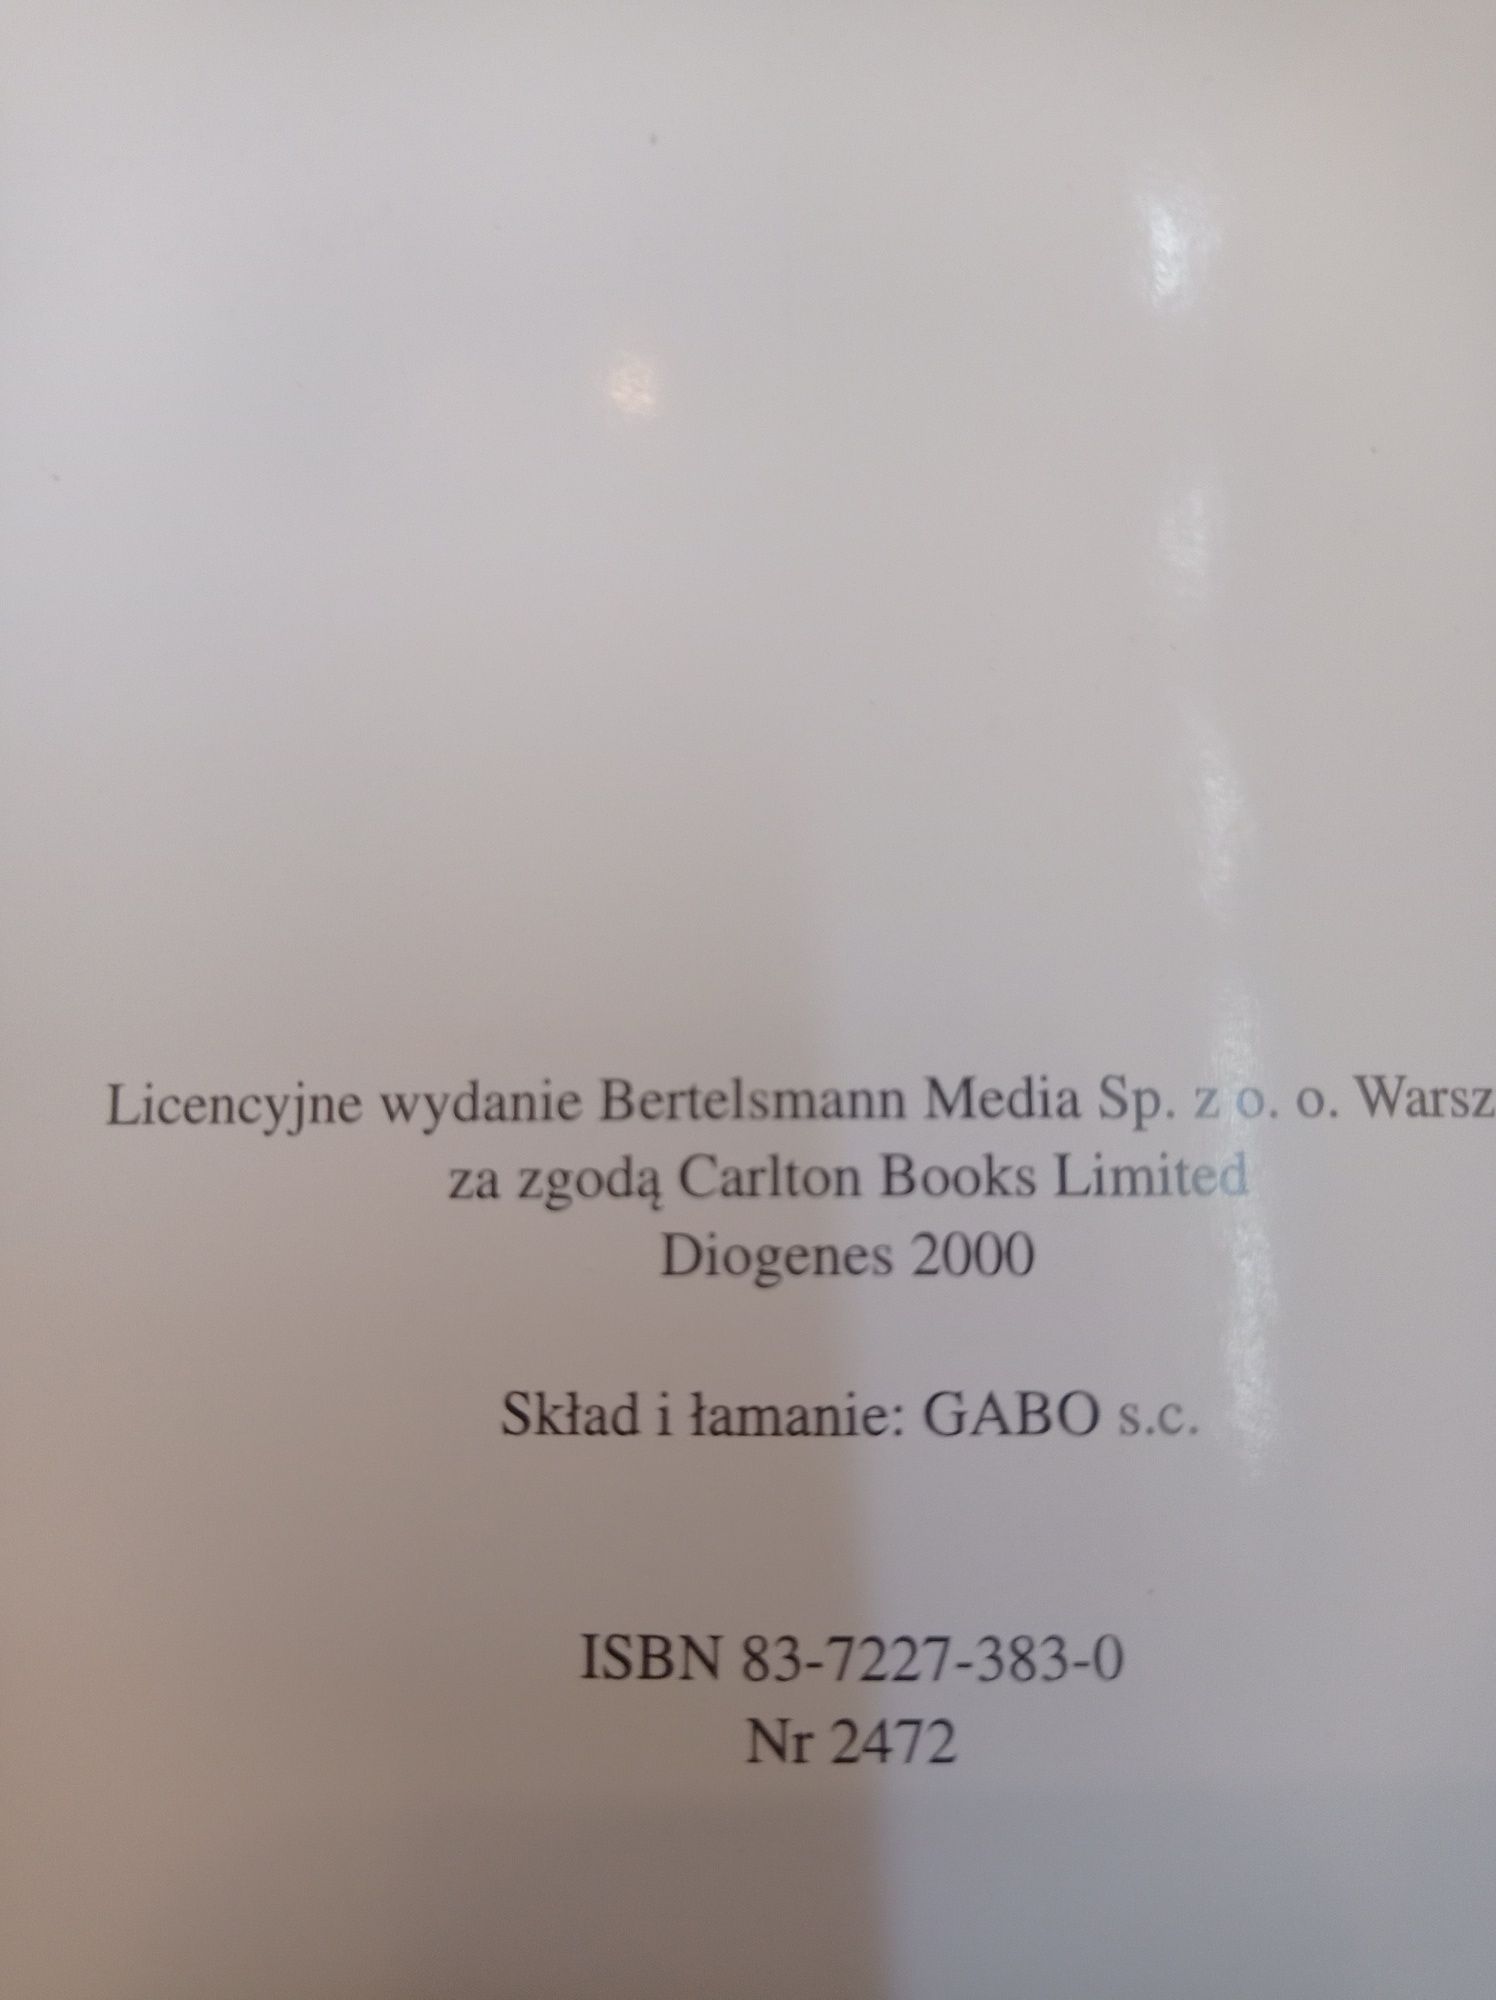 Licencyjne wydanie Bertelsmann Media Sp. z o. o. Warsz
za zgodą Carlton Books Limited
Diogenes 2000
Skład i łamanie: GABO s.c.
ISBN 83-7227-383-0
Nr 2472